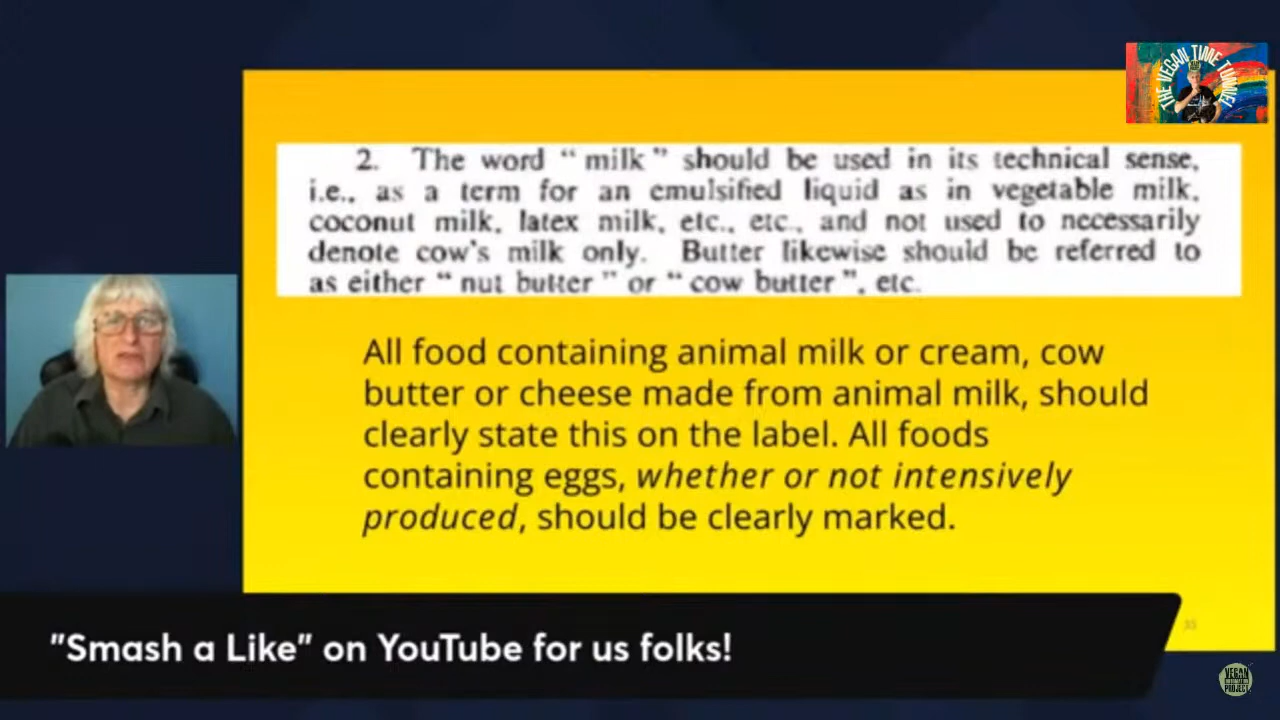 THE VEGAN TIME TUNNEL
2. The word “ milk ” should be used in its technical sense,
i.e., as a term for an emulsified liquid as in vegetable milk,
coconut milk, latex milk, etc., etc., and not used to necessarily
denote cow's milk only. Butter likewise should be referred to
as either “ nut butter ” or “ cow butter ”, etc.
All food containing animal milk or cream, cow
butter or cheese made from animal milk, should
clearly state this on the label. All foods
containing eggs, whether or not intensively
produced, should be clearly marked.
"Smash a Like" on YouTube for us folks!
VEGAN
PROJECT